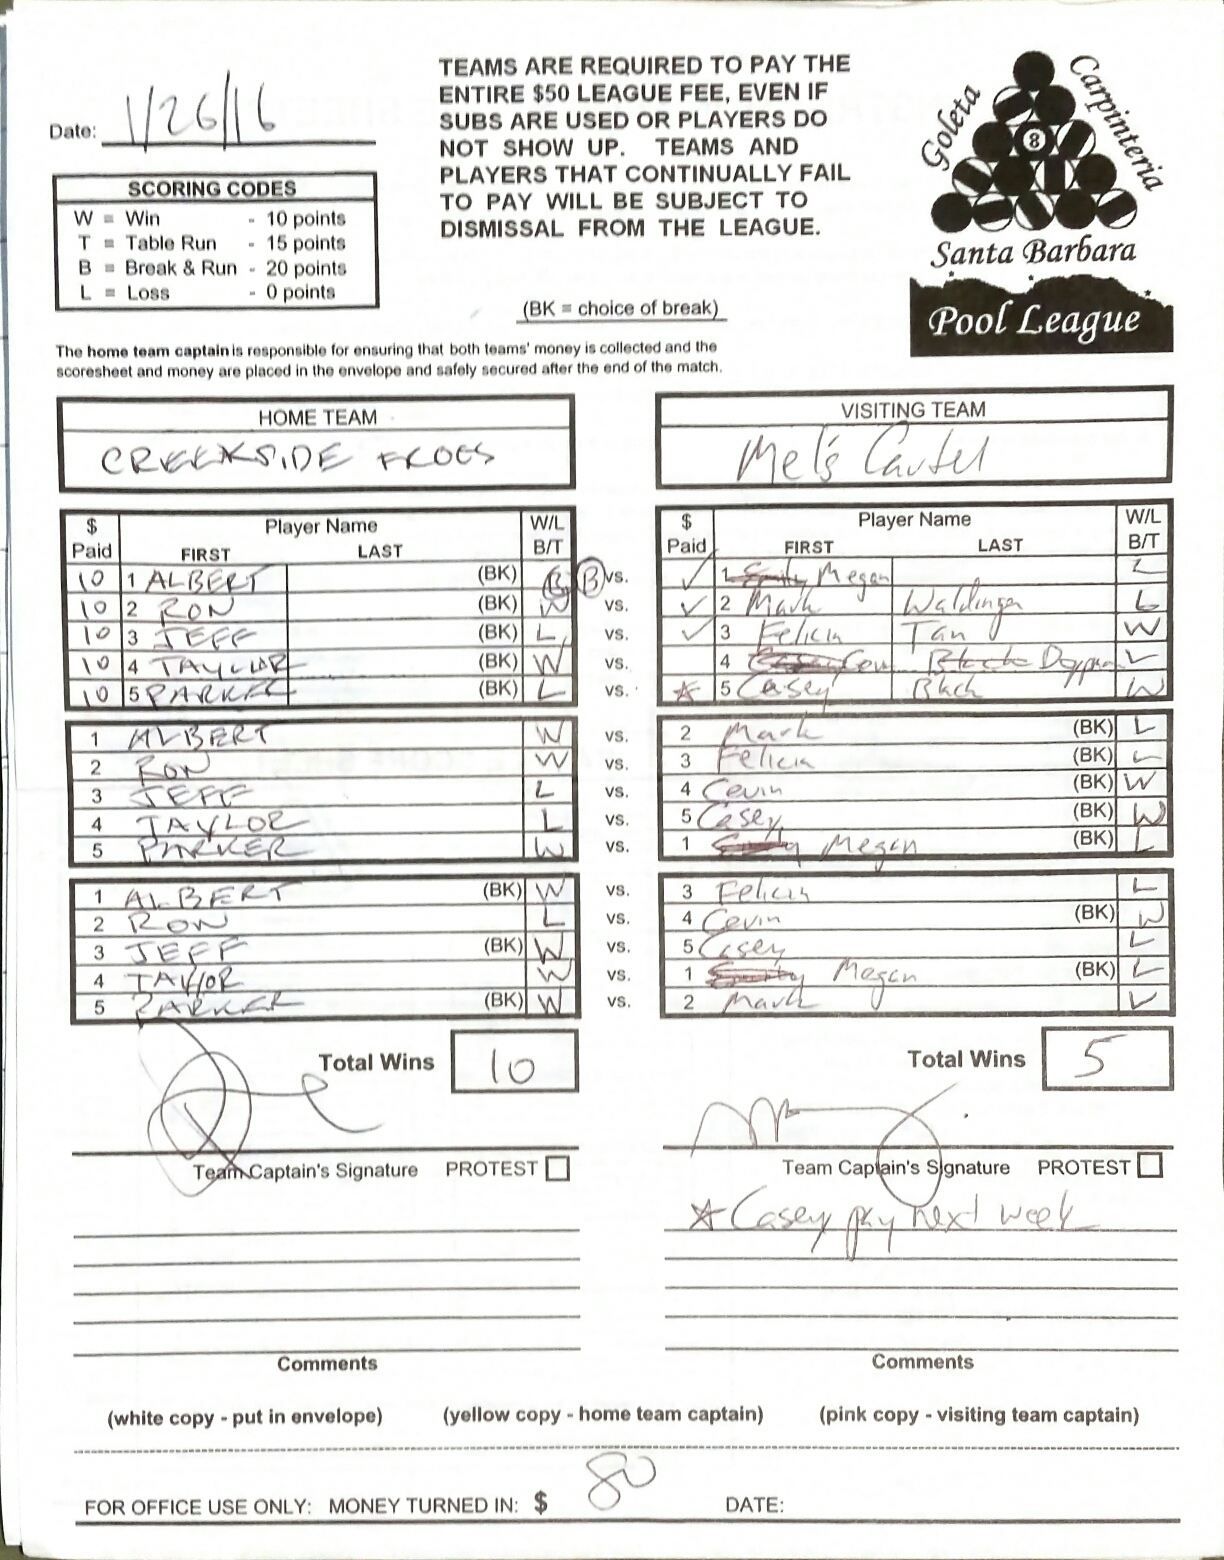 Date: 1/26/16
TEAMS ARE REQUIRED TO PAY THE
ENTIRE $50 LEAGUE FEE, EVEN IF
SUBS ARE USED OR PLAYERS DO
NOT SHOW UP. TEAMS AND
PLAYERS THAT CONTINUALLY FAIL
TO PAY WILL BE SUBJECT TO
DISMISSAL FROM THE LEAGUE.
Goleta Carpinteria
8
Santa Barbara
Pool League
SCORING CODES
W = Win - 10 points
T = Table Run - 15 points
B = Break & Run - 20 points
L = Loss - 0 points
(BK = choice of break)
The home team captain is responsible for ensuring that both teams' money is collected and the
scoresheet and money are placed in the envelope and safely secured after the end of the match.
HOME TEAM
CREEKSIDE FROGS
VISITING TEAM
Mel's Cartel
$ Paid Player Name FIRST LAST W/L B/T
$ Paid Player Name FIRST LAST W/L B/T
10 1 ALBERT (BK) B vs. ✓ 1 Megan L
10 2 RON (BK) W vs. ✓ 2 Mark Waldinger L
10 3 JEFF (BK) L vs. ✓ 3 Felicia Tan W
10 4 TAYLOR (BK) W vs. 4 Cevin L
10 5 PARKER (BK) L vs. ☆ 5 Casey Black W
1 ALBERT W vs. 2 Mark (BK) L
2 RON W vs. 3 Felicia (BK) L
3 JEFF L vs. 4 Cevin (BK) W
4 TAYLOR L vs. 5 Casey (BK) W
5 PARKER W vs. 1 Megan (BK) L
1 ALBERT (BK) W vs. 3 Felicia L
2 RON L vs. 4 Cevin (BK) W
3 JEFF (BK) W vs. 5 Casey L
4 TAYLOR W vs. 1 Megan (BK) L
5 PARKER (BK) W vs. 2 Mark L
Total Wins 10
Total Wins 5
Team Captain's Signature PROTEST
Team Captain's Signature PROTEST
☆ Casey pay next week
Comments
Comments
(white copy - put in envelope) (yellow copy - home team captain) (pink copy - visiting team captain)
FOR OFFICE USE ONLY: MONEY TURNED IN: $ 80 DATE: